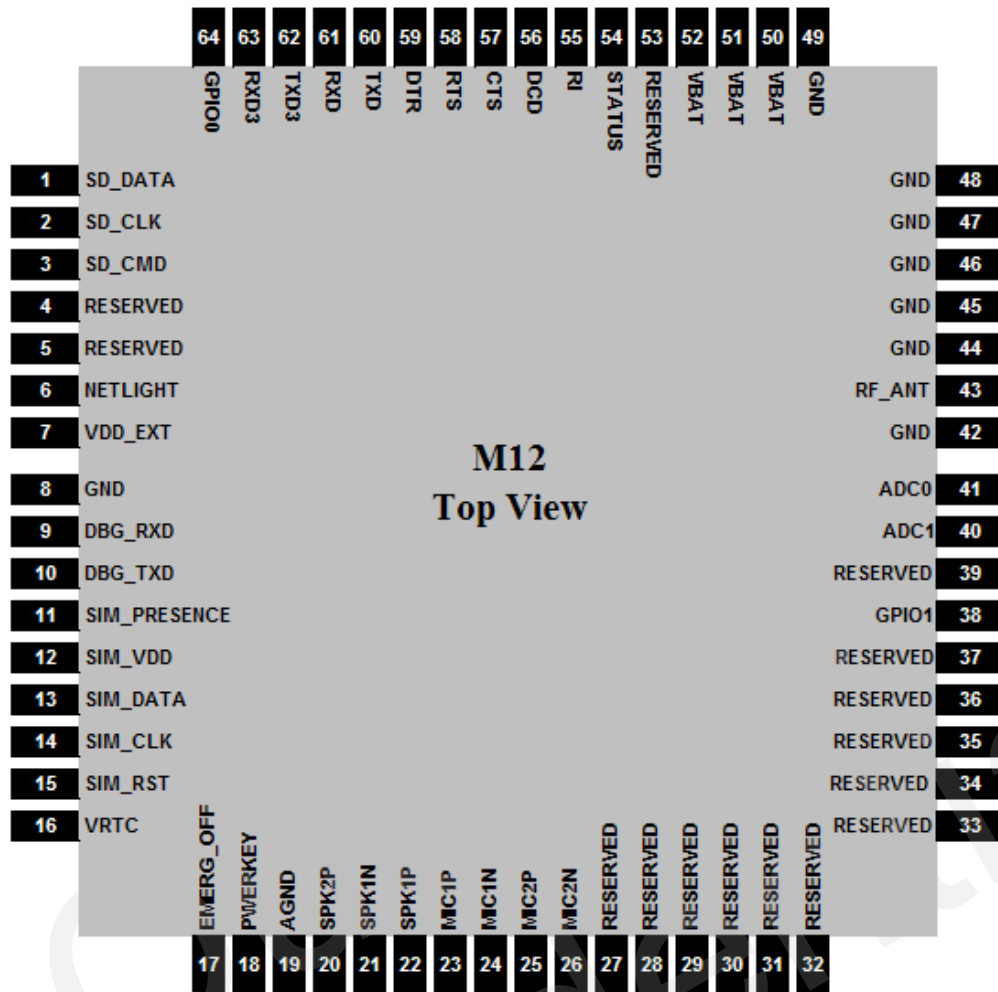 64 63 62 61 60 59 58 57 56 55 54 53 52 51 50 49
GPIO0
RXD3
TXD3
RXD
TXD
DTR
RTS
CTS
DCD
RI
STATUS
RESERVED
VBAT
VBAT
VBAT
GND
1 SD_DATA
2 SD_CLK
3 SD_CMD
4 RESERVED
5 RESERVED
6 NETLIGHT
7 VDD_EXT
8 GND
9 DBG_RXD
10 DBG_TXD
11 SIM_PRESENCE
12 SIM_VDD
13 SIM_DATA
14 SIM_CLK
15 SIM_RST
16 VRTC
M12
Top View
GND 48
GND 47
GND 46
GND 45
GND 44
RF_ANT 43
GND 42
ADC0 41
ADC1 40
RESERVED 39
GPIO1 38
RESERVED 37
RESERVED 36
RESERVED 35
RESERVED 34
RESERVED 33
EMERG_OFF
PWERKEY
AGND
SPK2P
SPK1N
SPK1P
MIC1P
MIC1N
MIC2P
MIC2N
RESERVED
RESERVED
RESERVED
RESERVED
RESERVED
RESERVED
17 18 19 20 21 22 23 24 25 26 27 28 29 30 31 32